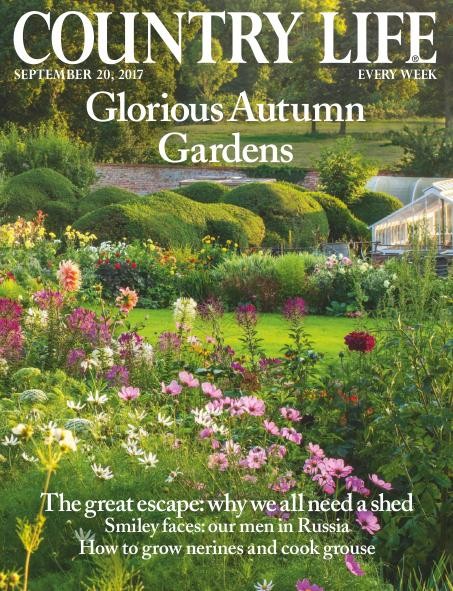 COUNTRY LIFE®
SEPTEMBER 20, 2017 EVERY WEEK
Glorious Autumn
Gardens
The great escape: why we all need a shed
Smiley faces: our men in Russia
How to grow nerines and cook grouse